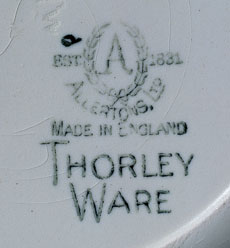 A
EST 1831
ALLERTONS, LTD
MADE IN ENGLAND
THORLEY
WARE